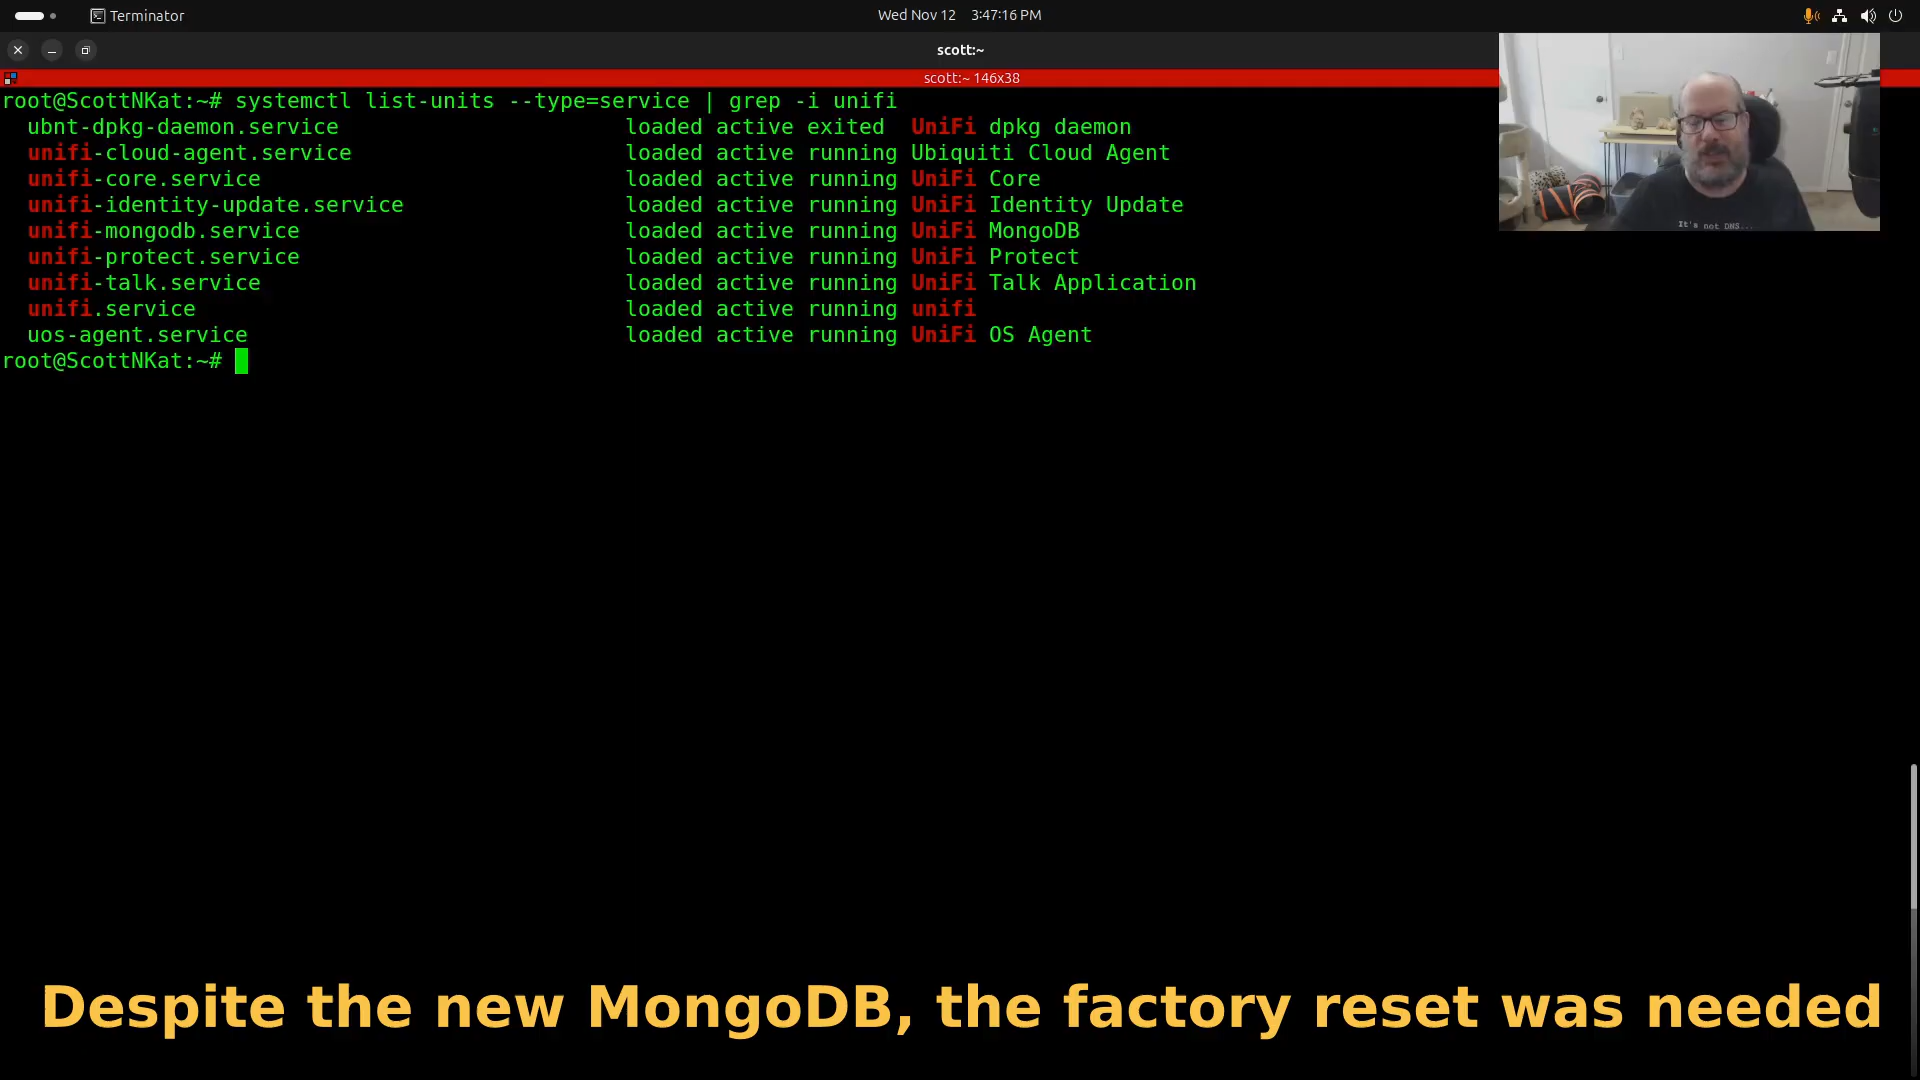 Terminator
Wed Nov 12 3:47:16 PM
scott:~
scott:~ 146x38
root@ScottNKat:~# systemctl list-units --type=service | grep -i unifi
ubnt-dpkg-daemon.service loaded active exited UniFi dpkg daemon
unifi-cloud-agent.service loaded active running Ubiquiti Cloud Agent
unifi-core.service loaded active running UniFi Core
unifi-identity-update.service loaded active running UniFi Identity Update
unifi-mongodb.service loaded active running UniFi MongoDB
unifi-protect.service loaded active running UniFi Protect
unifi-talk.service loaded active running UniFi Talk Application
unifi.service loaded active running unifi
uos-agent.service loaded active running UniFi OS Agent
root@ScottNKat:~#
It's not DNS...
Despite the new MongoDB, the factory reset was needed